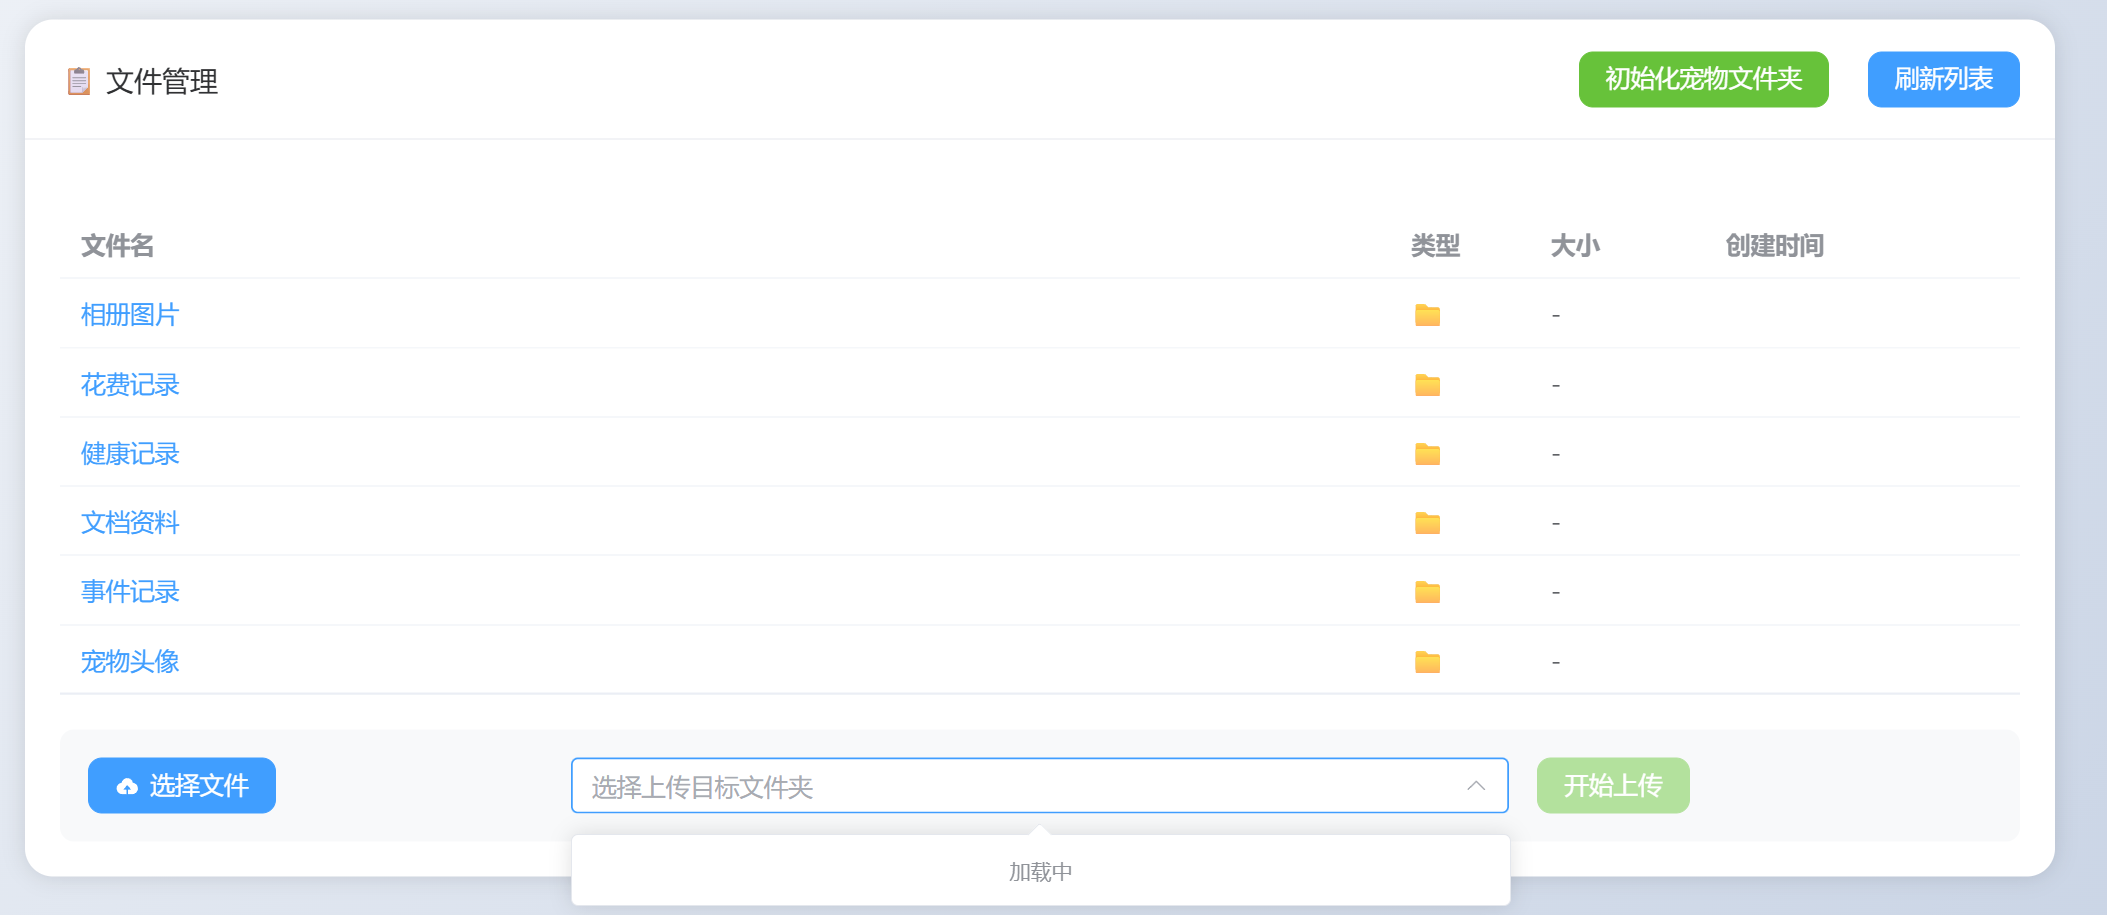 文件管理
初始化宠物文件夹
刷新列表
文件名 类型 大小 创建时间
相册图片 -
花费记录 -
健康记录 -
文档资料 -
事件记录 -
宠物头像 -
选择文件
选择上传目标文件夹
开始上传
加载中